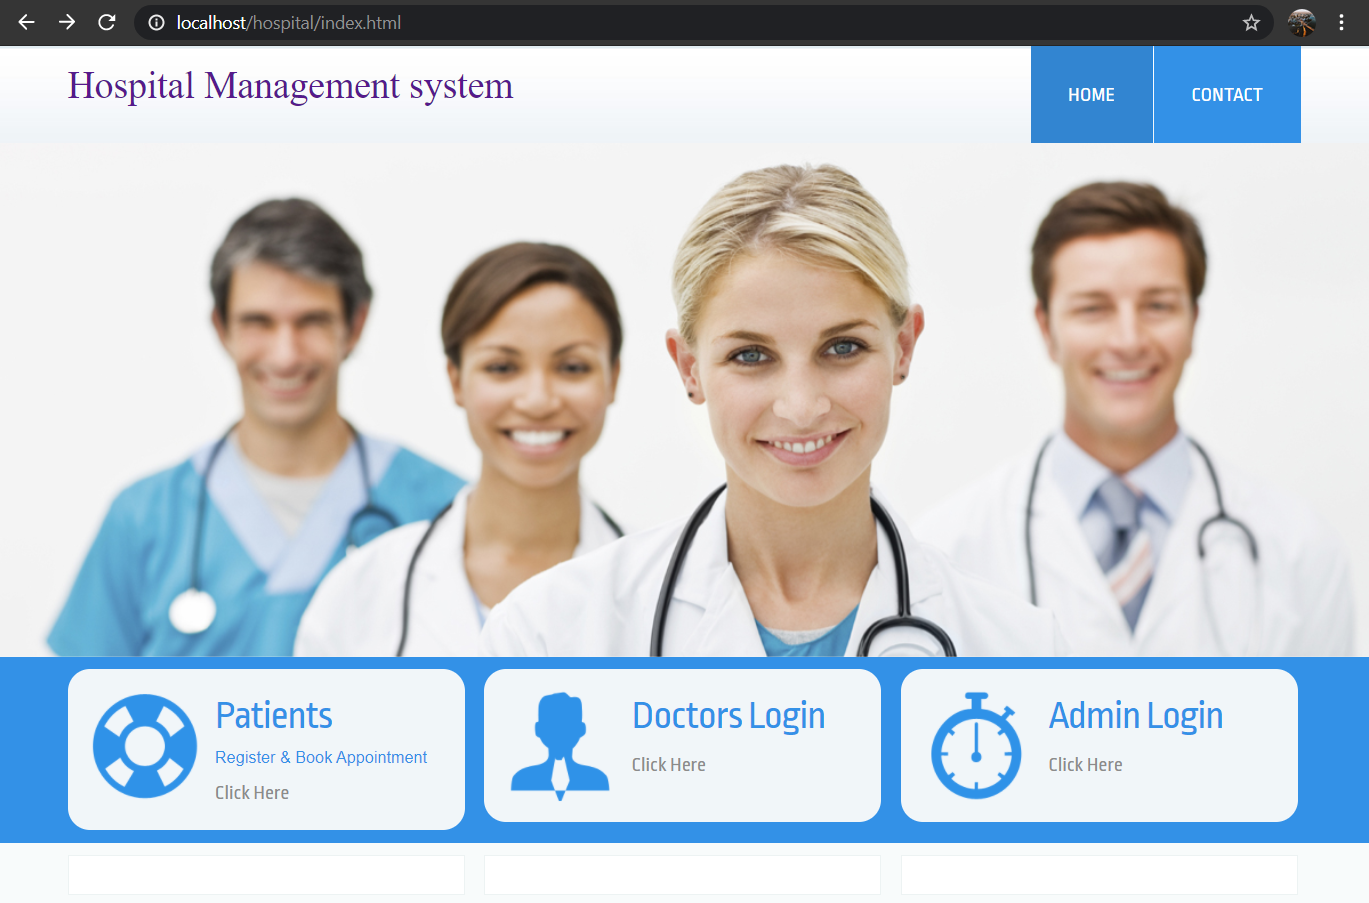 localhost/hospital/index.html
Hospital Management system
HOME
CONTACT
Patients
Register & Book Appointment
Click Here
Doctors Login
Click Here
Admin Login
Click Here